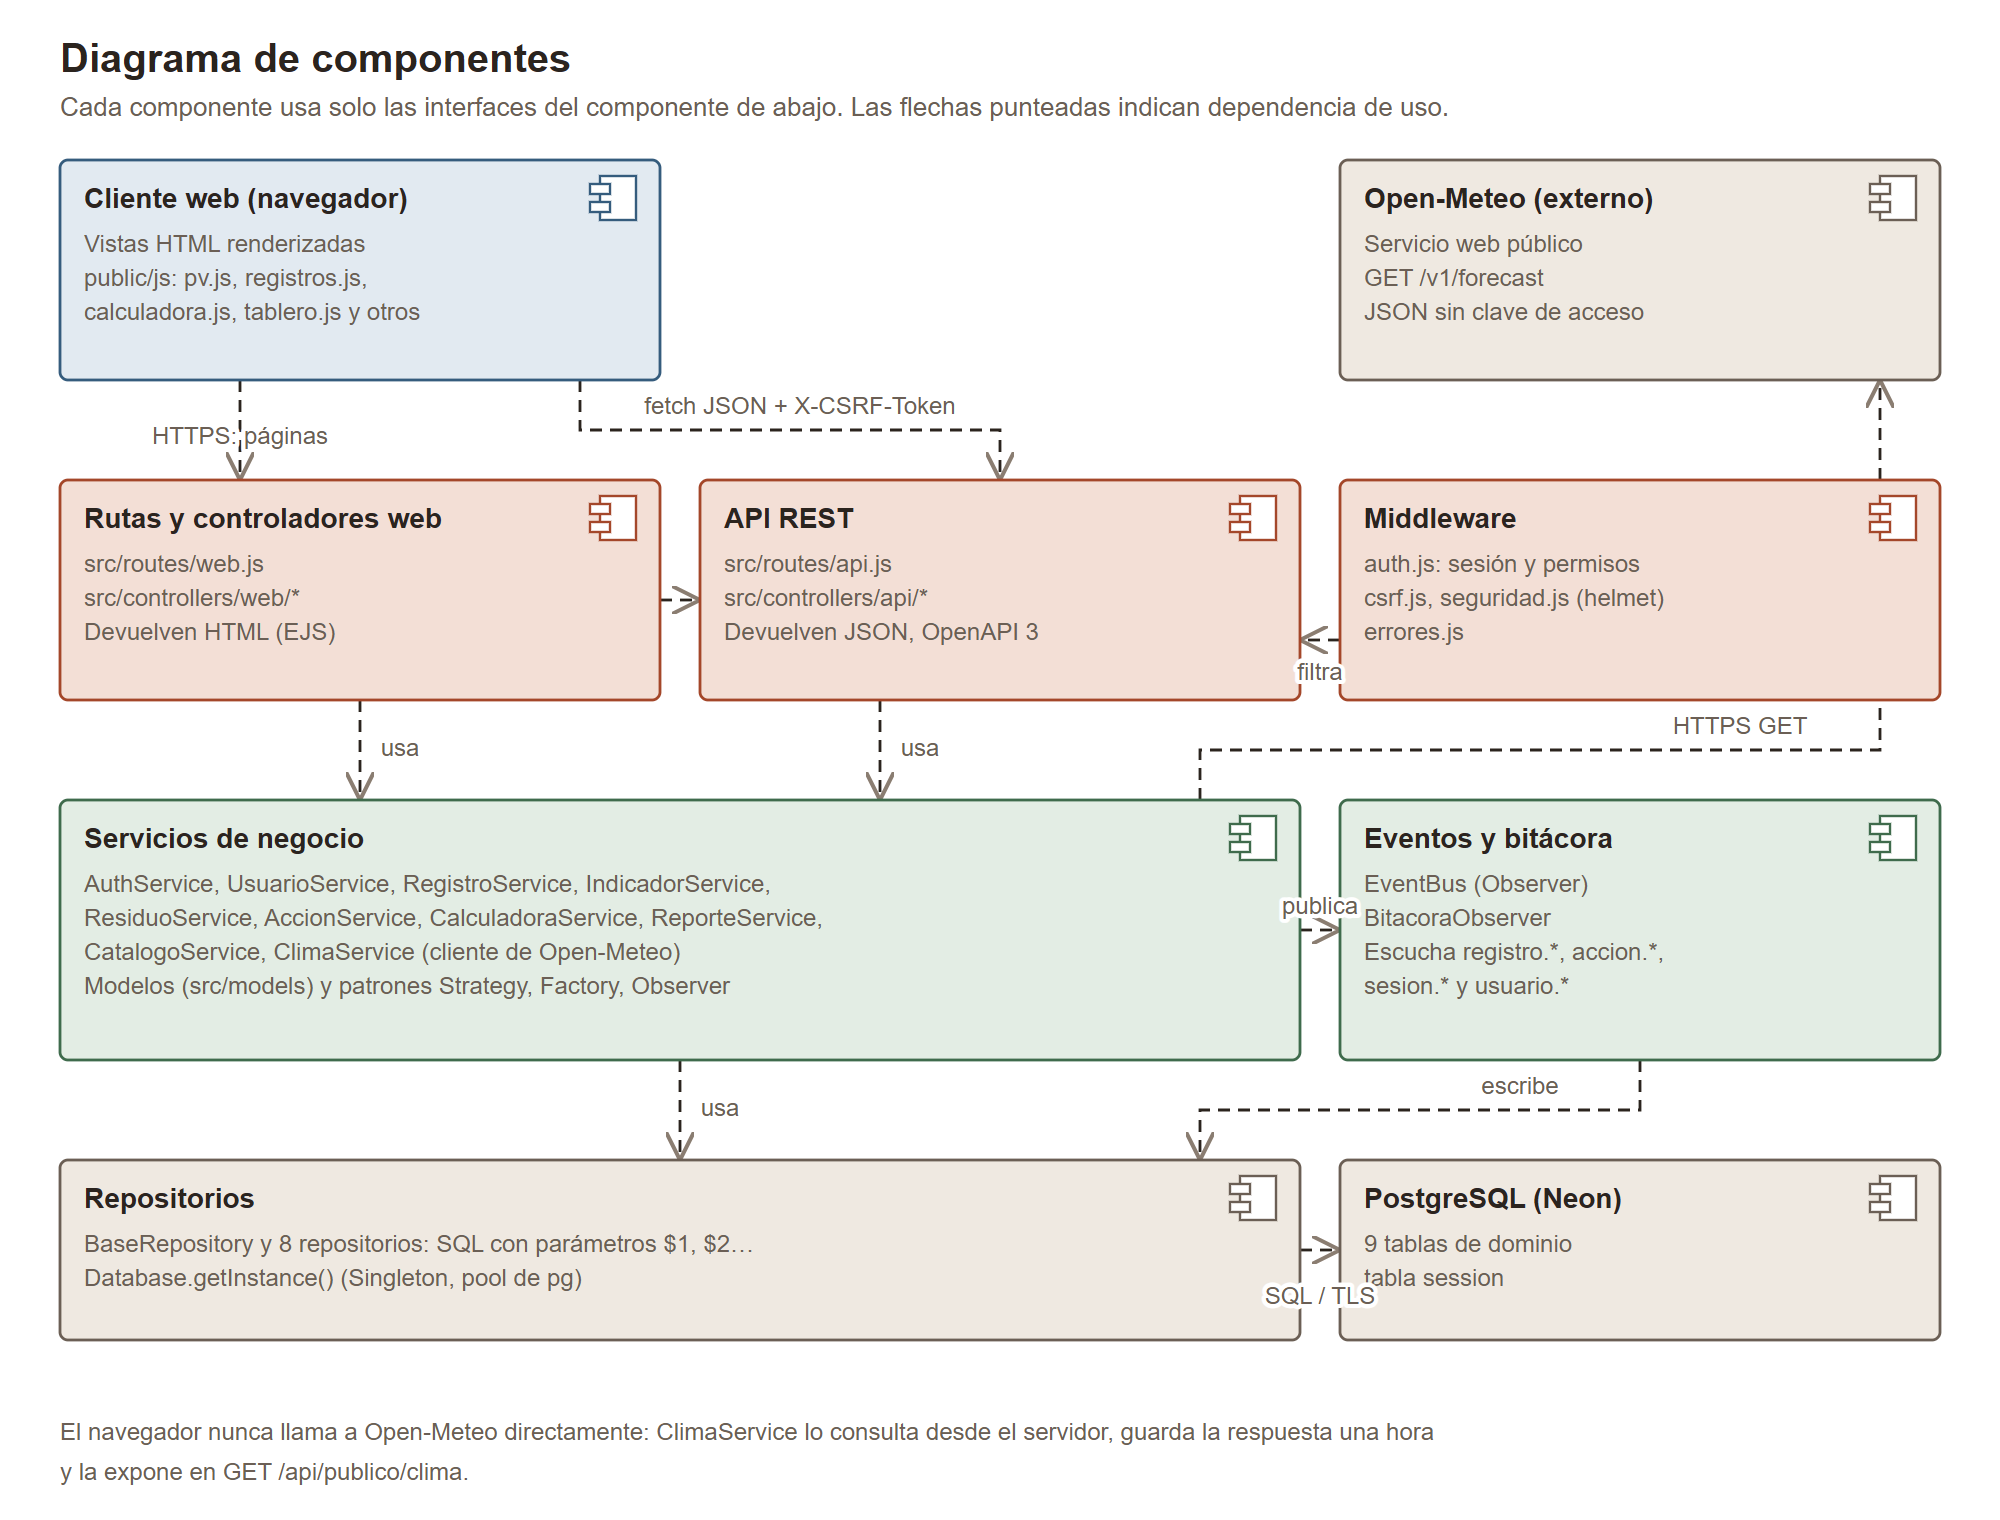 Diagrama de componentes
Cada componente usa solo las interfaces del componente de abajo. Las flechas punteadas indican dependencia de uso.
Cliente web (navegador)
Vistas HTML renderizadas
public/js: pv.js, registros.js,
calculadora.js, tablero.js y otros
Open-Meteo (externo)
Servicio web público
GET /v1/forecast
JSON sin clave de acceso
fetch JSON + X-CSRF-Token
HTTPS: páginas
Rutas y controladores web
src/routes/web.js
src/controllers/web/*
Devuelven HTML (EJS)
API REST
src/routes/api.js
src/controllers/api/*
Devuelven JSON, OpenAPI 3
Middleware
auth.js: sesión y permisos
csrf.js, seguridad.js (helmet)
errores.js
filtra
HTTPS GET
usa
usa
Servicios de negocio
AuthService, UsuarioService, RegistroService, IndicadorService,
ResiduoService, AccionService, CalculadoraService, ReporteService,
CatalogoService, ClimaService (cliente de Open-Meteo)
Modelos (src/models) y patrones Strategy, Factory, Observer
publica
Eventos y bitácora
EventBus (Observer)
BitacoraObserver
Escucha registro.*, accion.*,
sesion.* y usuario.*
escribe
usa
Repositorios
BaseRepository y 8 repositorios: SQL con parámetros $1, $2…
Database.getInstance() (Singleton, pool de pg)
SQL / TLS
PostgreSQL (Neon)
9 tablas de dominio
tabla session
El navegador nunca llama a Open-Meteo directamente: ClimaService lo consulta desde el servidor, guarda la respuesta una hora
y la expone en GET /api/publico/clima.